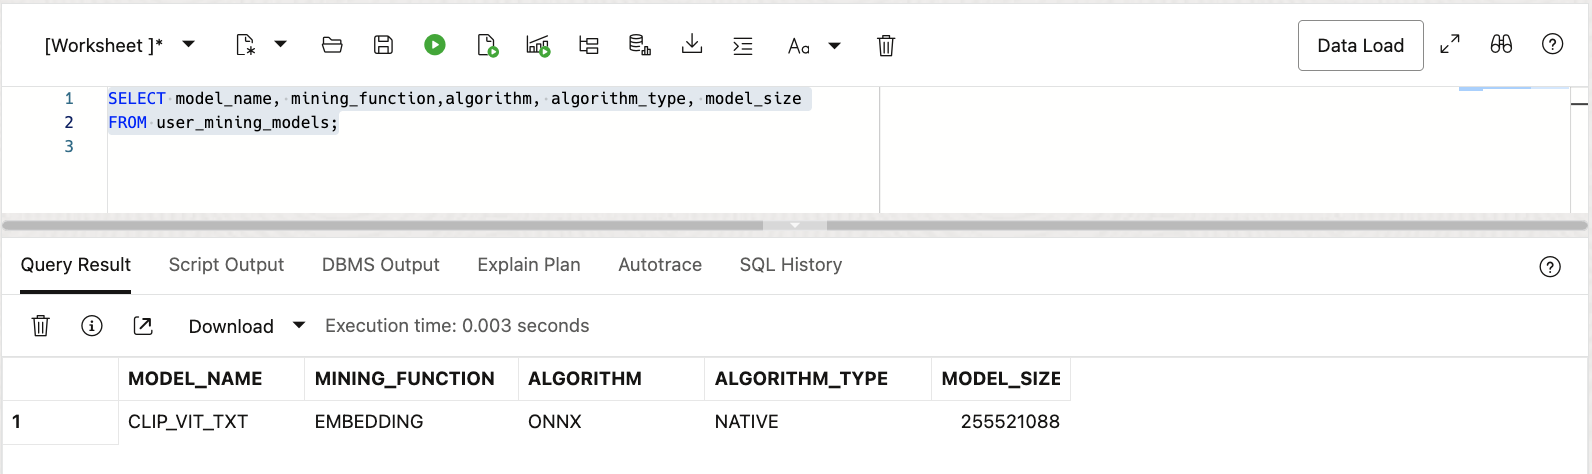 [Worksheet ]* Aa Data Load
1 SELECT model_name, mining_function,algorithm, algorithm_type, model_size
2 FROM user_mining_models;
3
Query Result Script Output DBMS Output Explain Plan Autotrace SQL History
Download Execution time: 0.003 seconds
MODEL_NAME MINING_FUNCTION ALGORITHM ALGORITHM_TYPE MODEL_SIZE
1 CLIP_VIT_TXT EMBEDDING ONNX NATIVE 255521088